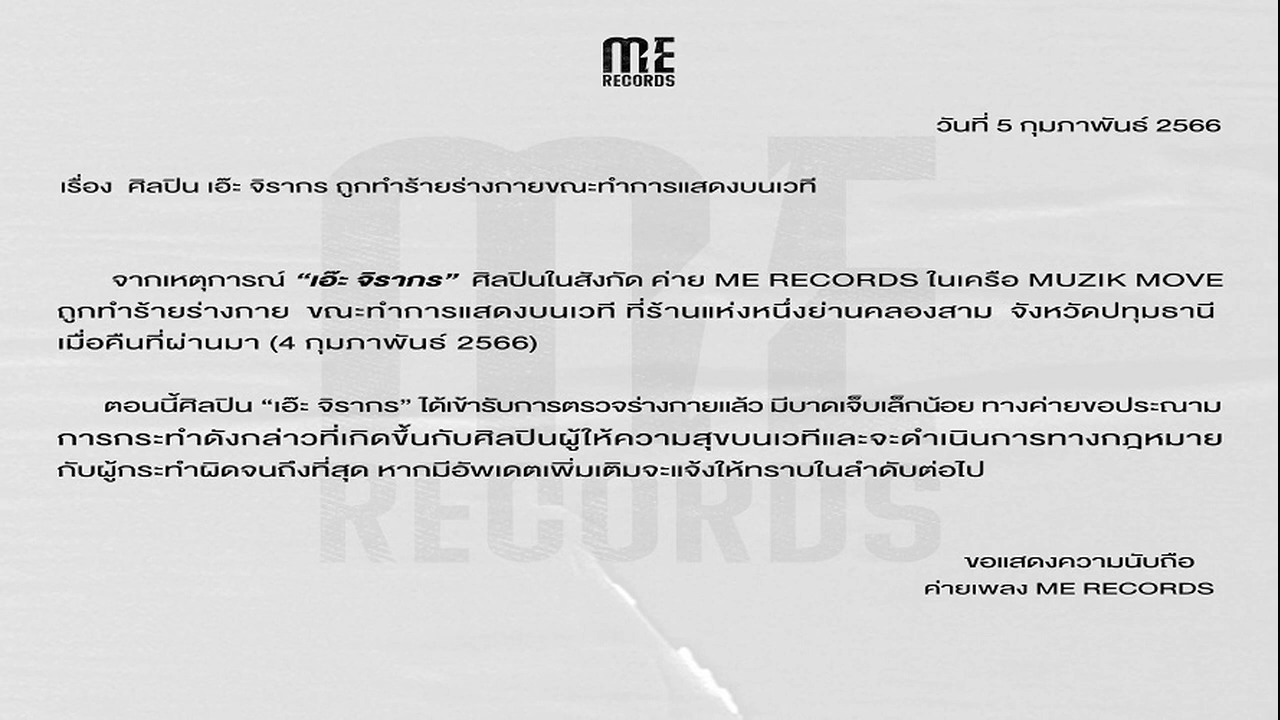 ME
RECORDS
วันที่ 5 กุมภาพันธ์ 2566
เรื่อง ศิลปิน เอ๊ะ จิรากร ถูกทำร้ายร่างกายขณะทำการแสดงบนเวที
จากเหตุการณ์ “เอ๊ะ จิรากร” ศิลปินในสังกัด ค่าย ME RECORDS ในเครือ MUZIK MOVE
ถูกทำร้ายร่างกาย ขณะทำการแสดงบนเวที ที่ร้านแห่งหนึ่งย่านคลองสาม จังหวัดปทุมธานี
เมื่อคืนที่ผ่านมา (4 กุมภาพันธ์ 2566)
ตอนนี้ศิลปิน “เอ๊ะ จิรากร” ได้เข้ารับการตรวจร่างกายแล้ว มีบาดเจ็บเล็กน้อย ทางค่ายขอประณาม
การกระทำดังกล่าวที่เกิดขึ้นกับศิลปินผู้ให้ความสุขบนเวทีและจะดำเนินการทางกฎหมาย
กับผู้กระทำผิดจนถึงที่สุด หากมีอัพเดตเพิ่มเติมจะแจ้งให้ทราบในลำดับต่อไป
ขอแสดงความนับถือ
ค่ายเพลง ME RECORDS